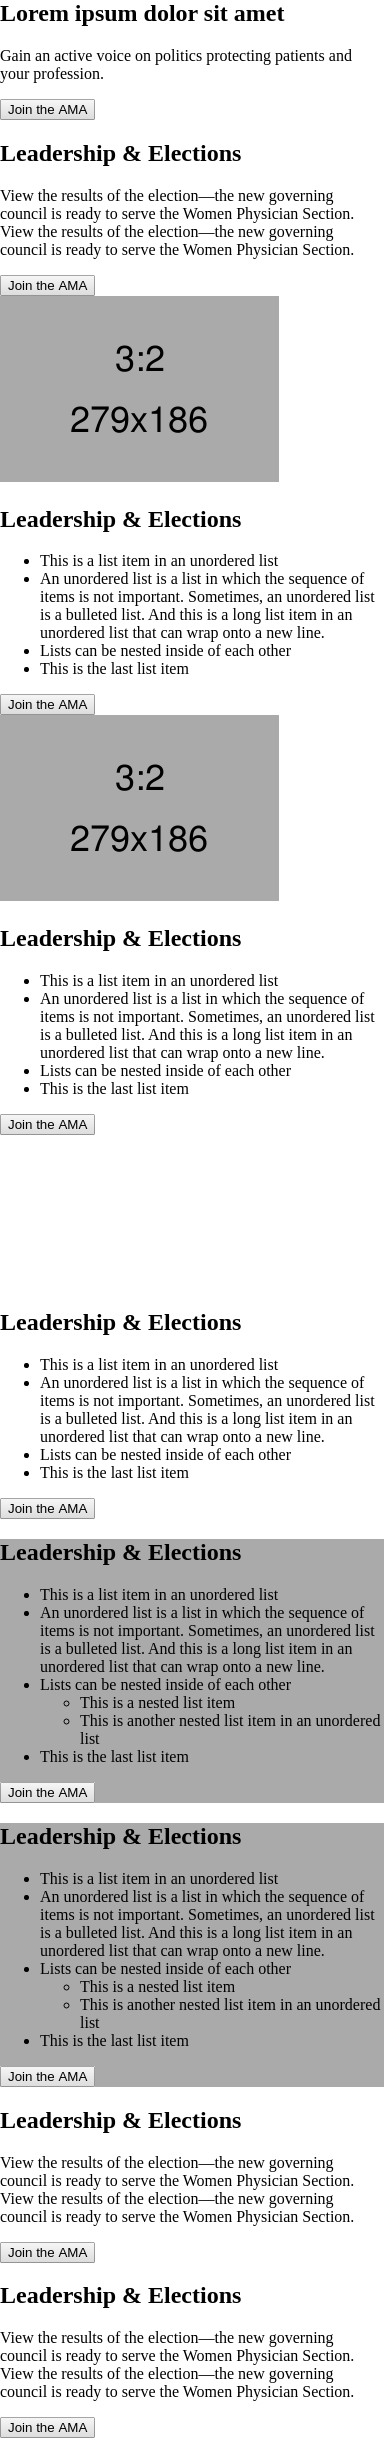 Lorem ipsum dolor sit amet
Gain an active voice on politics protecting patients and
your profession.
Join the AMA
Leadership & Elections
View the results of the election—the new governing
council is ready to serve the Women Physician Section.
View the results of the election—the new governing
council is ready to serve the Women Physician Section.
Join the AMA
3:2
279x186
Leadership & Elections
This is a list item in an unordered list
An unordered list is a list in which the sequence of
items is not important. Sometimes, an unordered list
is a bulleted list. And this is a long list item in an
unordered list that can wrap onto a new line.
Lists can be nested inside of each other
This is the last list item
Join the AMA
3:2
279x186
Leadership & Elections
This is a list item in an unordered list
An unordered list is a list in which the sequence of
items is not important. Sometimes, an unordered list
is a bulleted list. And this is a long list item in an
unordered list that can wrap onto a new line.
Lists can be nested inside of each other
This is the last list item
Join the AMA
Leadership & Elections
This is a list item in an unordered list
An unordered list is a list in which the sequence of
items is not important. Sometimes, an unordered list
is a bulleted list. And this is a long list item in an
unordered list that can wrap onto a new line.
Lists can be nested inside of each other
This is the last list item
Join the AMA
Leadership & Elections
This is a list item in an unordered list
An unordered list is a list in which the sequence of
items is not important. Sometimes, an unordered list
is a bulleted list. And this is a long list item in an
unordered list that can wrap onto a new line.
Lists can be nested inside of each other
This is a nested list item
This is another nested list item in an unordered
list
This is the last list item
Join the AMA
Leadership & Elections
This is a list item in an unordered list
An unordered list is a list in which the sequence of
items is not important. Sometimes, an unordered list
is a bulleted list. And this is a long list item in an
unordered list that can wrap onto a new line.
Lists can be nested inside of each other
This is a nested list item
This is another nested list item in an unordered
list
This is the last list item
Join the AMA
Leadership & Elections
View the results of the election—the new governing
council is ready to serve the Women Physician Section.
View the results of the election—the new governing
council is ready to serve the Women Physician Section.
Join the AMA
Leadership & Elections
View the results of the election—the new governing
council is ready to serve the Women Physician Section.
View the results of the election—the new governing
council is ready to serve the Women Physician Section.
Join the AMA